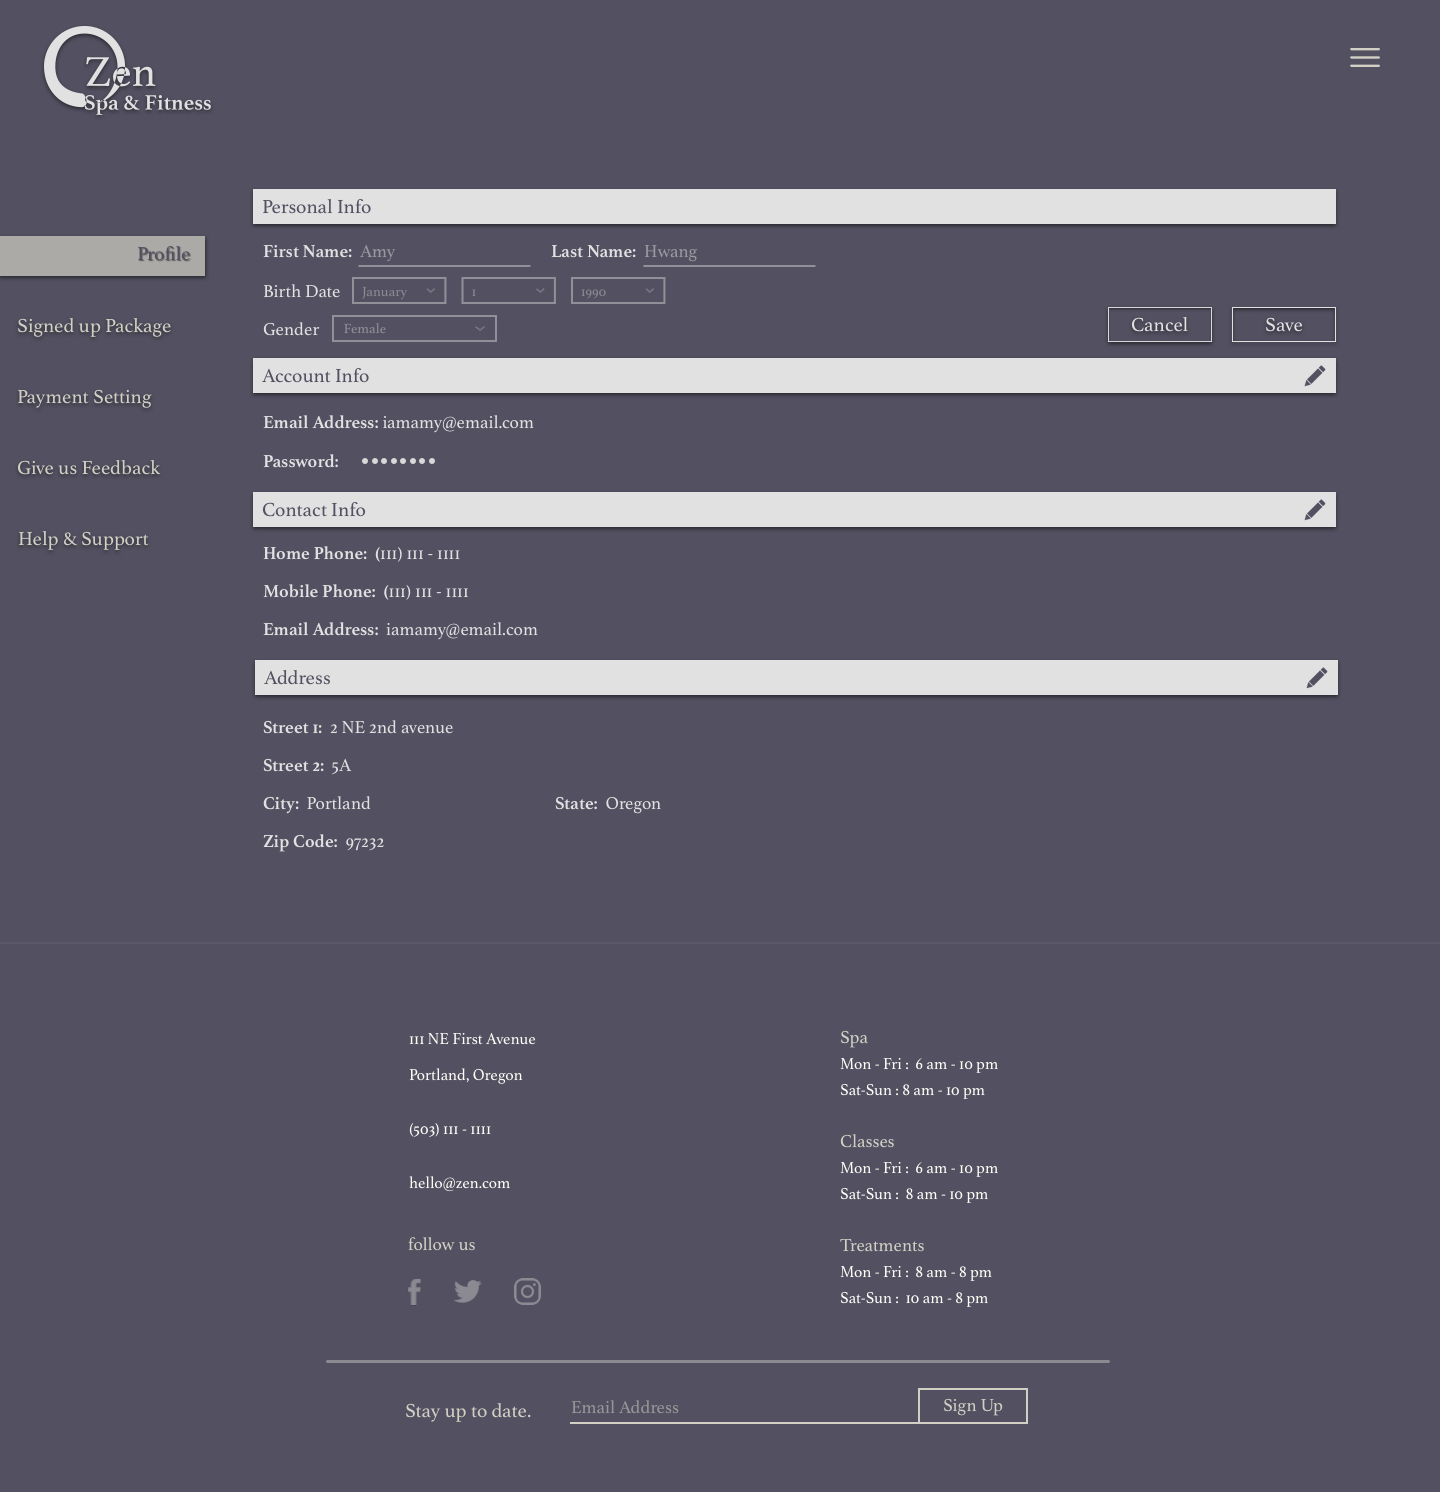 Zen
Spa & Fitness
Personal Info
Profile
First Name: Amy Last Name: Hwang
Birth Date January 1 1990
Gender Female
Cancel Save
Signed up Package
Account Info
Payment Setting
Email Address: iamamy@email.com
Password: ••••••••
Give us Feedback
Contact Info
Help & Support
Home Phone: (111) 111 - 1111
Mobile Phone: (111) 111 - 1111
Email Address: iamamy@email.com
Address
Street 1: 2 NE 2nd avenue
Street 2: 5A
City: Portland State: Oregon
Zip Code: 97232
111 NE First Avenue
Portland, Oregon
(503) 111 - 1111
hello@zen.com
follow us
Spa
Mon - Fri : 6 am - 10 pm
Sat-Sun : 8 am - 10 pm
Classes
Mon - Fri : 6 am - 10 pm
Sat-Sun : 8 am - 10 pm
Treatments
Mon - Fri : 8 am - 8 pm
Sat-Sun : 10 am - 8 pm
Stay up to date. Email Address Sign Up